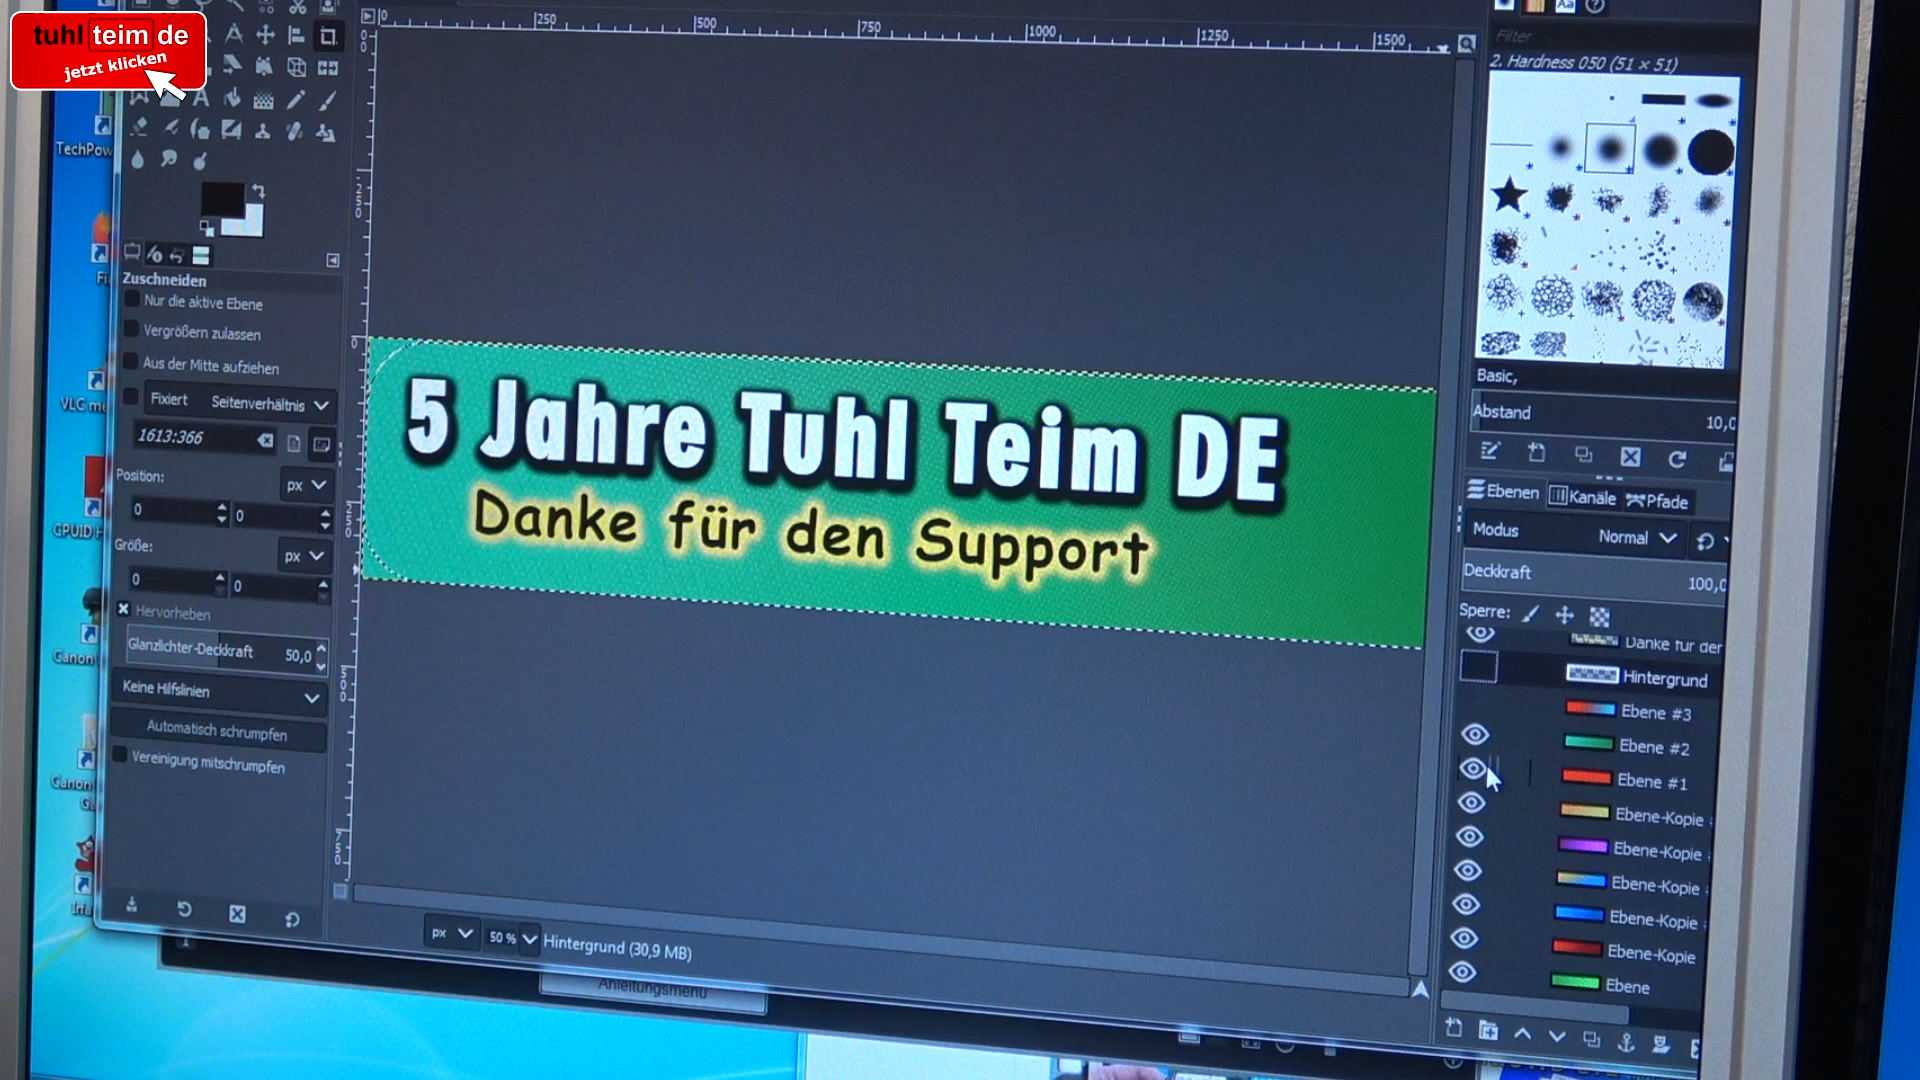 tuhl teim de
jetzt klicken
0 250 500 750 1000 1250 1500
Filter
2. Hardness 050 (51 × 51)
TechPow
Zuschneiden
Nur die aktive Ebene
Vergrößern zulassen
Aus der Mitte aufziehen
Fixiert Seitenverhältnis
1613:366
Position:
px
0 0
Größe:
px
0 0
Hervorheben
Glanzlichter-Deckkraft 50,0
Keine Hilfslinien
Automatisch schrumpfen
Vereinigung mitschrumpfen
VLC me
Canon
Canon
Irfa
5 Jahre Tuhl Teim DE
Danke für den Support
Basic,
Abstand 10,0
Ebenen Kanäle Pfade
Modus Normal
Deckkraft 100,0
Sperre:
Danke für der
Hintergrund
Ebene #3
Ebene #2
Ebene #1
Ebene-Kopie
Ebene-Kopie
Ebene-Kopie
Ebene-Kopie
Ebene-Kopie
Ebene
px 50 % Hintergrund (30,9 MB)
Anleitungsmenü